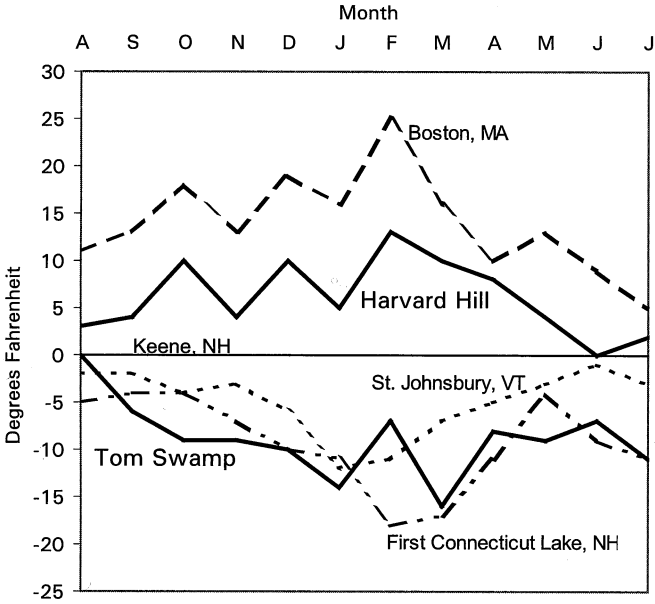 Month
A S O N D J F M A M J J
30
25
20
15
10
5
0
-5
-10
-15
-20
-25
Degrees Fahrenheit
Boston, MA
Harvard Hill
Keene, NH
St. Johnsbury, VT
Tom Swamp
First Connecticut Lake, NH